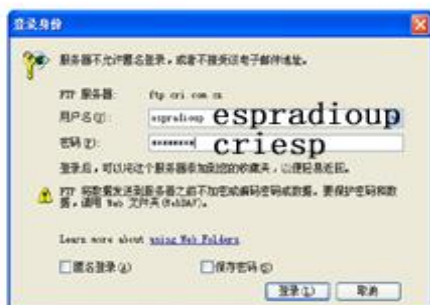 登录身份
服务器不允许匿名登录，或者不接受该电子邮件地址。
FTP 服务器: ftp cri com cn
用户名(U): espradioup espradioup
密码(P): ******** criesp
登录后，可以将这个服务器添加到您的收藏夹，以便轻易返回。
FTP 将数据发送到服务器之前不加密或编码密码或数据。要保护密码和数
据，请用 Web 文件夹(WebDAV)。
Learn more about using Web Folders
匿名登录(A) 保存密码(S)
登录(L) 取消